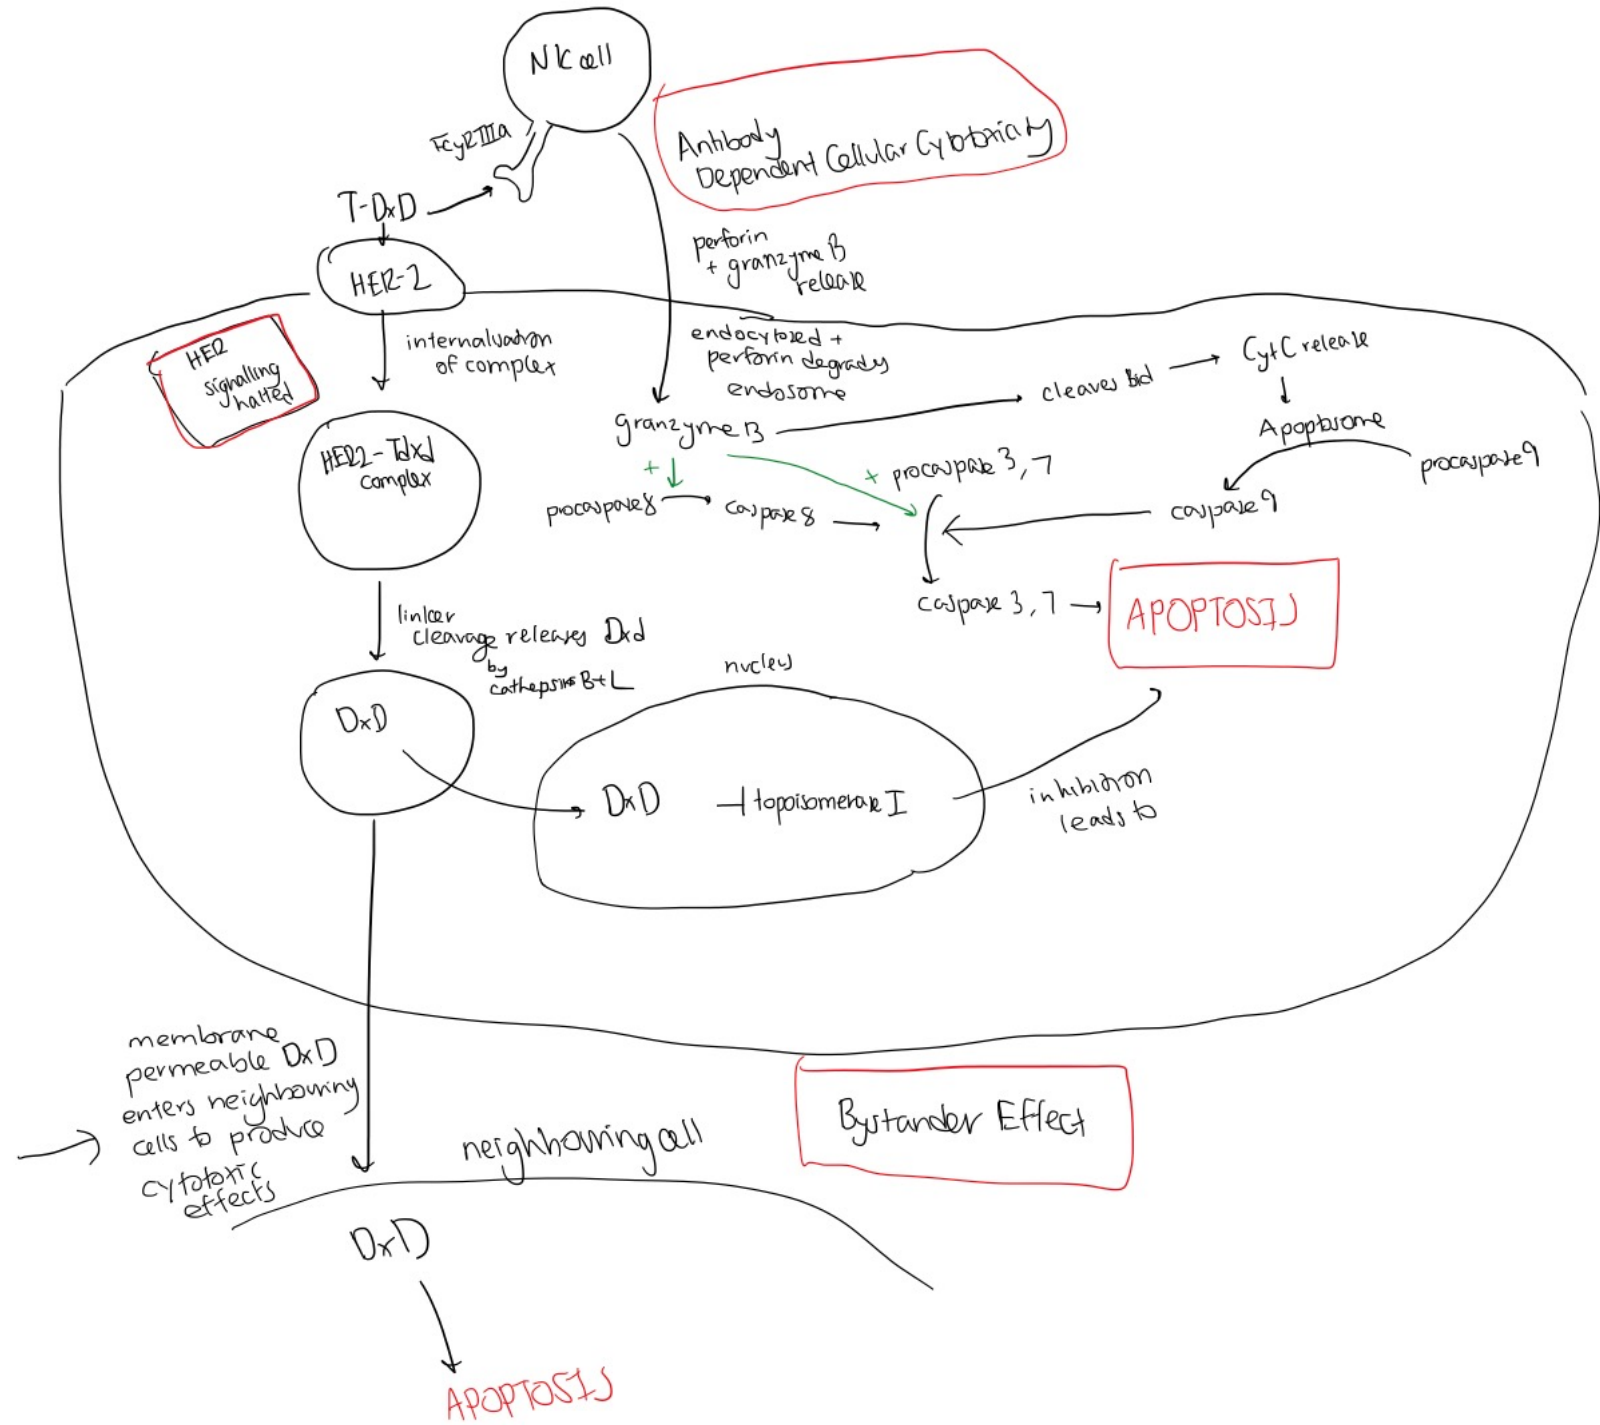 NK cell
FcγRIIIa
Antibody
Dependent Cellular Cytotoxicity
T-DxD
HER-2
perforin
+ granzyme B
release
HER
signalling
halted
internalisation
of complex
endocytosed +
perforin degrades
endosome
granzyme B
cleaves Bid
Cyt C release
Apoptosome
procaspase 9
caspase 9
HER2-Tdxd
complex
+
procaspase 8
caspase 8
+ procaspase 3, 7
caspase 3, 7
APOPTOSIS
linker
cleavage releases Dxd
by
cathepsins B+L
DxD
nucleus
DxD
topoisomerase I
inhibition
leads to
membrane
permeable DxD
enters neighbouring
cells to produce
cytotoxic
effects
neighbouring cell
Bystander Effect
DxD
APOPTOSIS